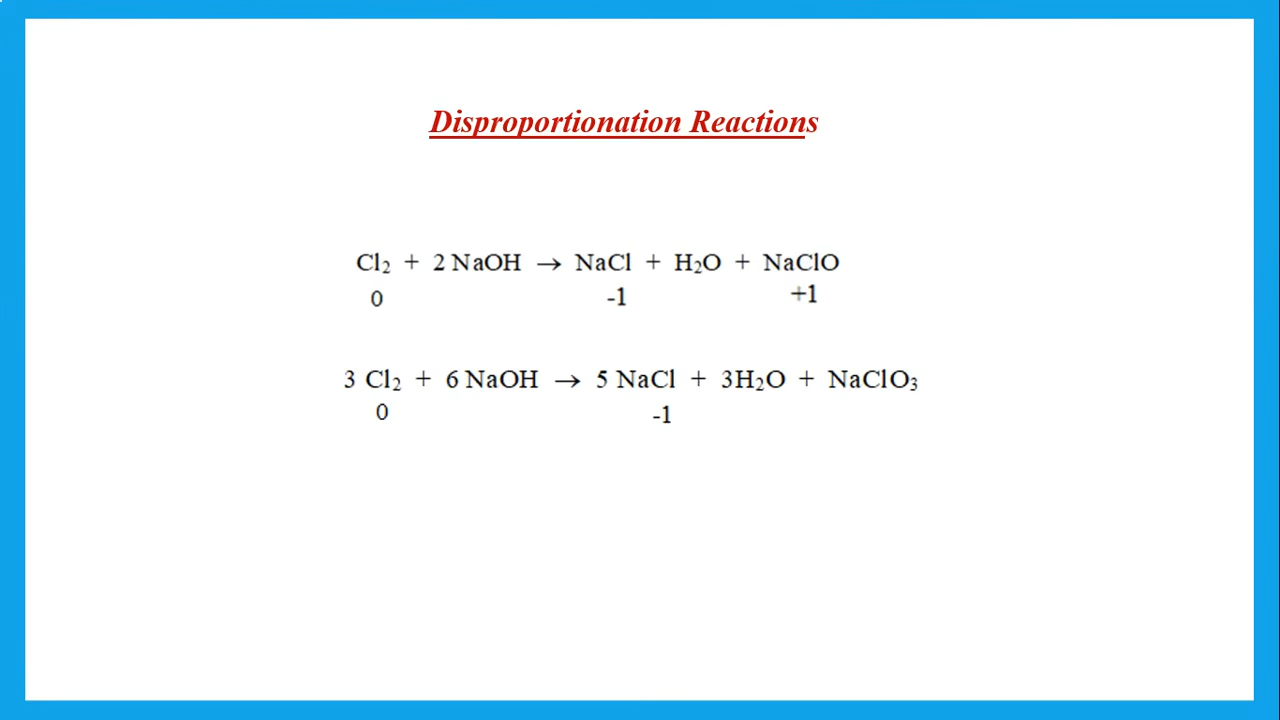 Disproportionation Reactions
Cl₂ + 2 NaOH → NaCl + H₂O + NaClO
0 -1 +1
3 Cl₂ + 6 NaOH → 5 NaCl + 3H₂O + NaClO₃
0 -1